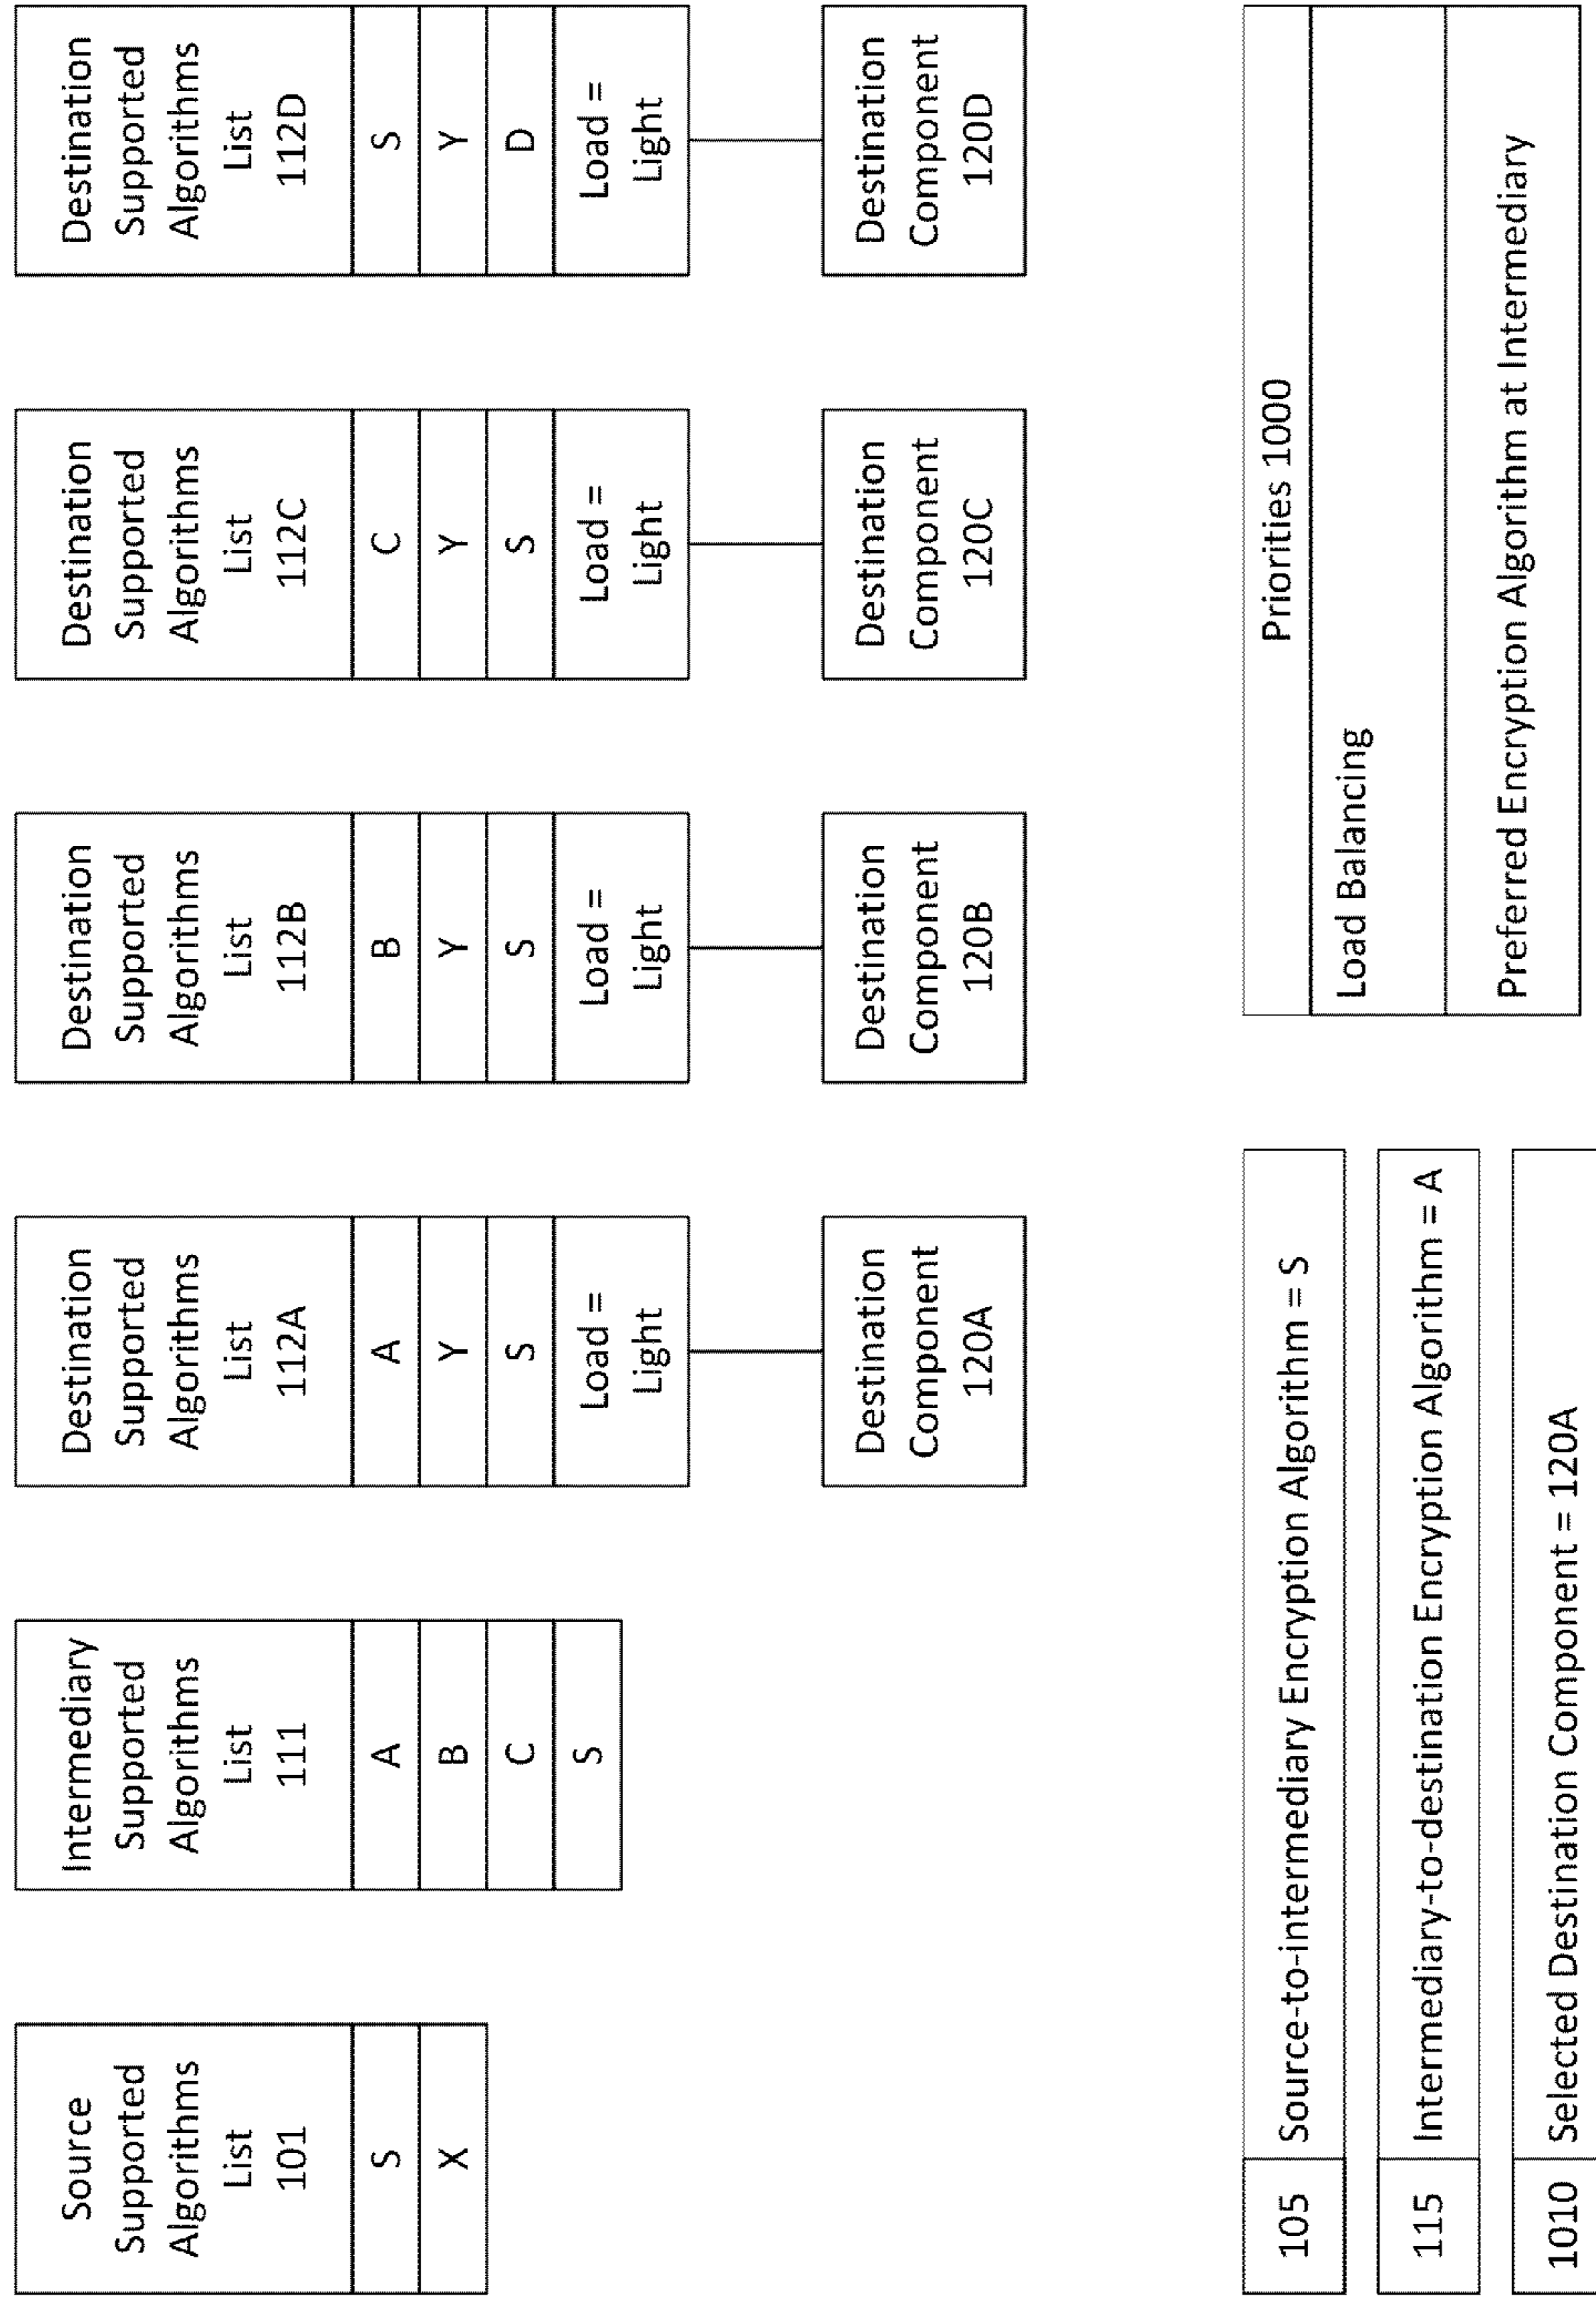 Source
Supported
Algorithms
List
101
S
X
Intermediary
Supported
Algorithms
List
111
A
B
C
S
Destination
Supported
Algorithms
List
112A
A
Y
S
Load =
Light
Destination
Component
120A
Destination
Supported
Algorithms
List
112B
B
Y
S
Load =
Light
Destination
Component
120B
Destination
Supported
Algorithms
List
112C
C
Y
S
Load =
Light
Destination
Component
120C
Destination
Supported
Algorithms
List
112D
S
Y
D
Load =
Light
Destination
Component
120D
105 Source-to-intermediary Encryption Algorithm = S
115 Intermediary-to-destination Encryption Algorithm = A
1010 Selected Destination Component = 120A
Priorities 1000
Load Balancing
Preferred Encryption Algorithm at Intermediary